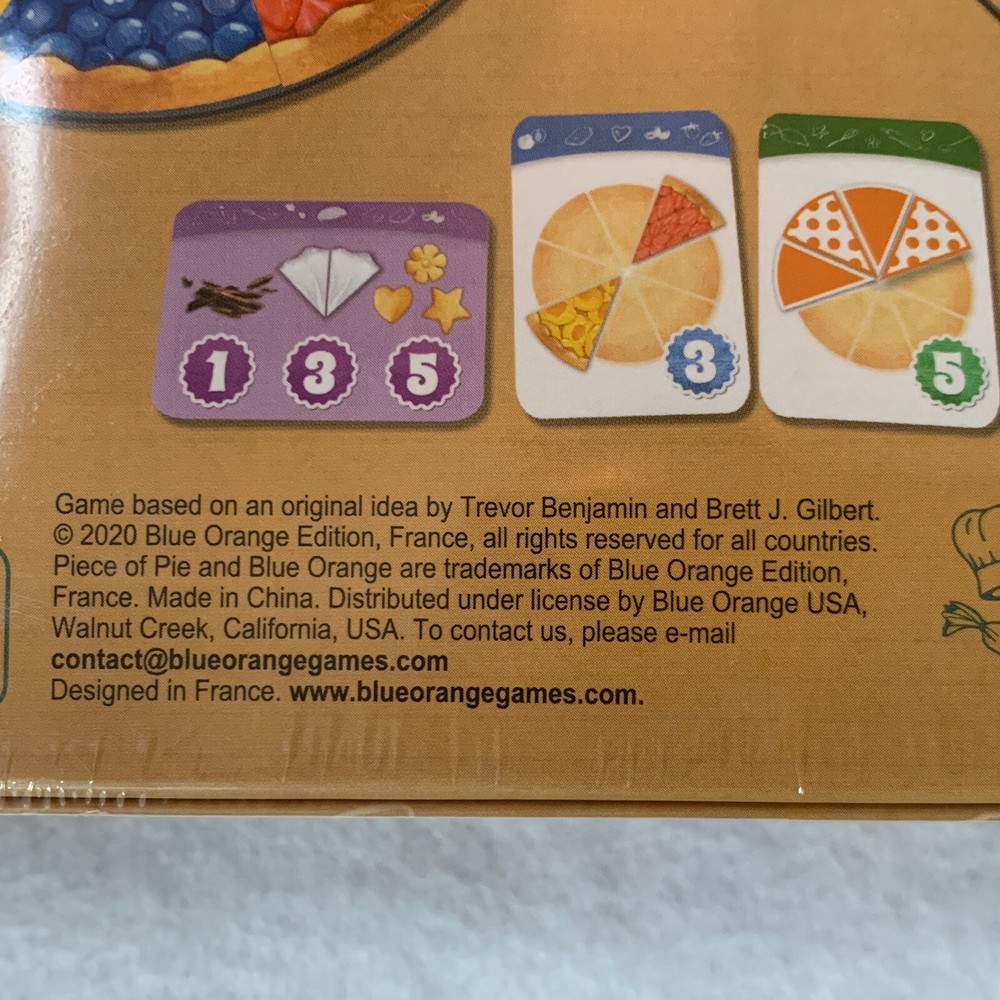 1 3 5
3
5
Game based on an original idea by Trevor Benjamin and Brett J. Gilbert.
© 2020 Blue Orange Edition, France, all rights reserved for all countries.
Piece of Pie and Blue Orange are trademarks of Blue Orange Edition,
France. Made in China. Distributed under license by Blue Orange USA,
Walnut Creek, California, USA. To contact us, please e-mail
contact@blueorangegames.com
Designed in France. www.blueorangegames.com.